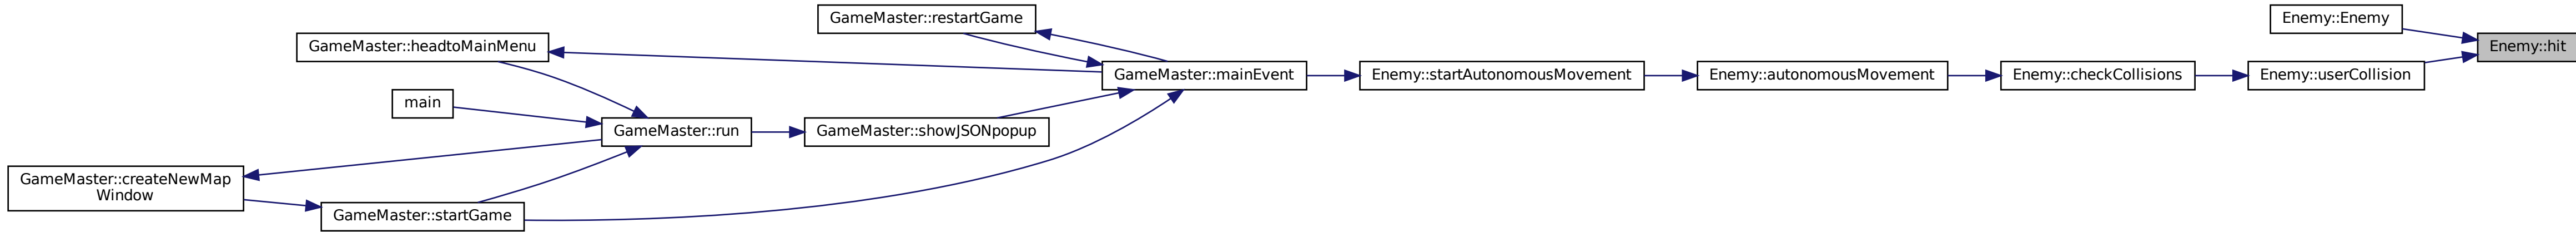 GameMaster::restartGame
Enemy::Enemy
GameMaster::headtoMainMenu
Enemy::hit
GameMaster::mainEvent
Enemy::startAutonomousMovement
Enemy::autonomousMovement
Enemy::checkCollisions
Enemy::userCollision
main
GameMaster::run
GameMaster::showJSONpopup
GameMaster::createNewMap
Window
GameMaster::startGame